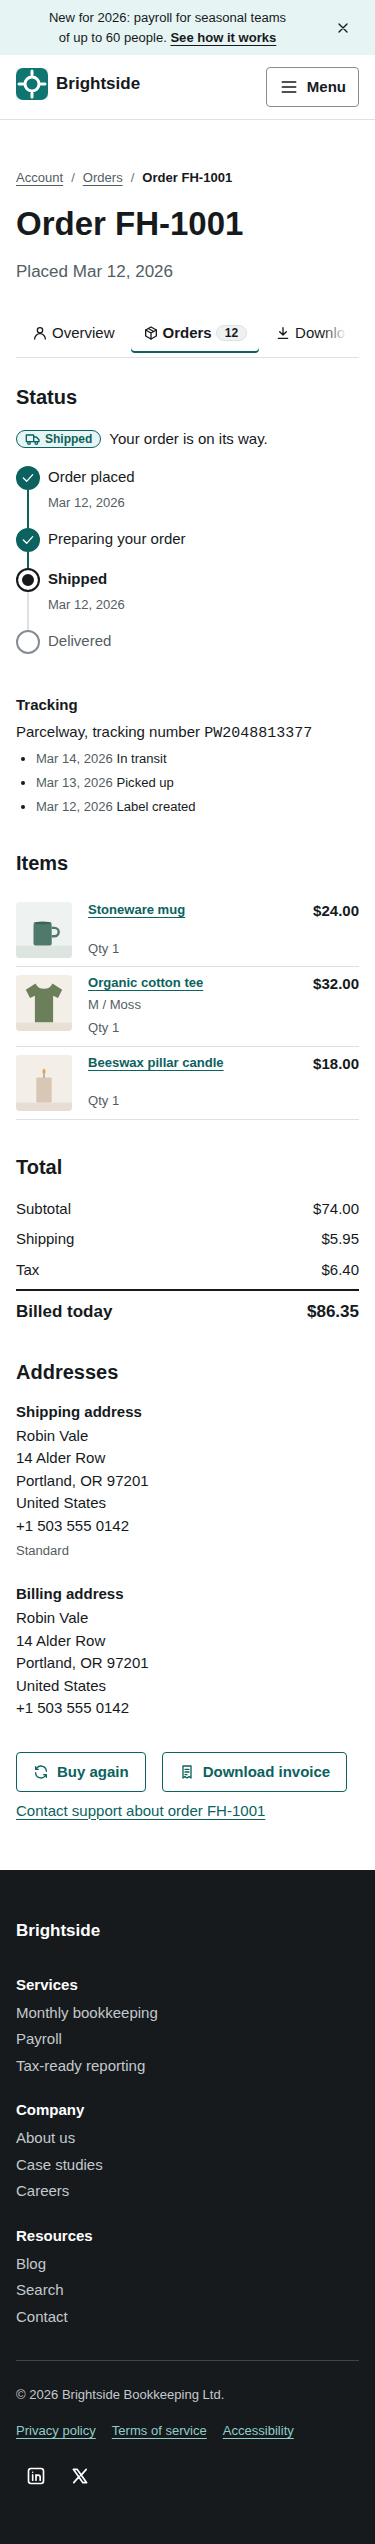 New for 2026: payroll for seasonal teams
of up to 60 people. See how it works
Brightside
Menu
Account / Orders / Order FH-1001
Order FH-1001
Placed Mar 12, 2026
Overview
Orders 12
Downlo
Status
Shipped Your order is on its way.
Order placed
Mar 12, 2026
Preparing your order
Shipped
Mar 12, 2026
Delivered
Tracking
Parcelway, tracking number PW2048813377
Mar 14, 2026 In transit
Mar 13, 2026 Picked up
Mar 12, 2026 Label created
Items
Stoneware mug $24.00
Qty 1
Organic cotton tee $32.00
M / Moss
Qty 1
Beeswax pillar candle $18.00
Qty 1
Total
Subtotal $74.00
Shipping $5.95
Tax $6.40
Billed today $86.35
Addresses
Shipping address
Robin Vale
14 Alder Row
Portland, OR 97201
United States
+1 503 555 0142
Standard
Billing address
Robin Vale
14 Alder Row
Portland, OR 97201
United States
+1 503 555 0142
Buy again
Download invoice
Contact support about order FH-1001
Brightside
Services
Monthly bookkeeping
Payroll
Tax-ready reporting
Company
About us
Case studies
Careers
Resources
Blog
Search
Contact
© 2026 Brightside Bookkeeping Ltd.
Privacy policy Terms of service Accessibility